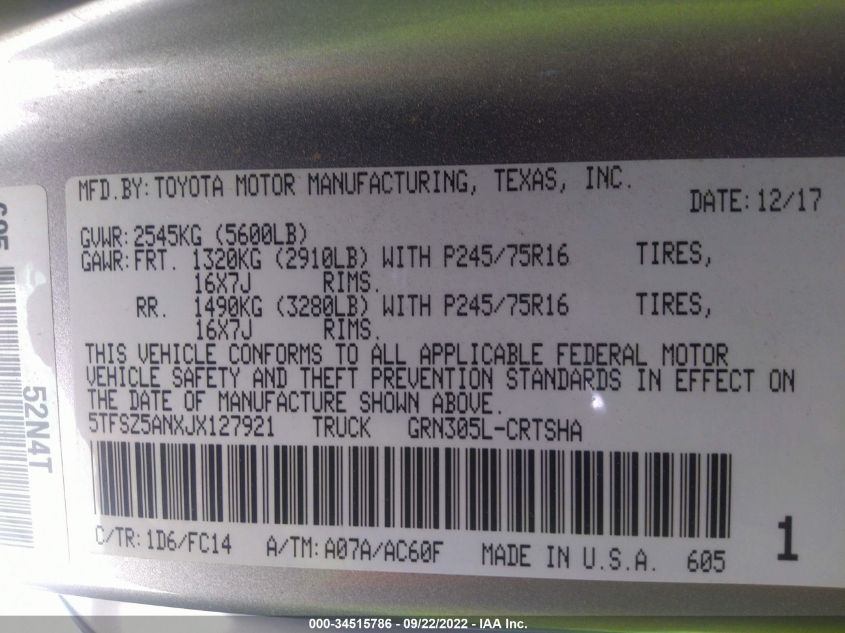 MFD.BY: TOYOTA MOTOR MANUFACTURING, TEXAS, INC.
DATE: 12/17
GVWR: 2545KG (5600LB)
GAWR: FRT. 1320KG (2910LB) WITH P245/75R16 TIRES,
16X7J RIMS.
RR. 1490KG (3280LB) WITH P245/75R16 TIRES,
16X7J RIMS.
THIS VEHICLE CONFORMS TO ALL APPLICABLE FEDERAL MOTOR
VEHICLE SAFETY AND THEFT PREVENTION STANDARDS IN EFFECT ON
THE DATE OF MANUFACTURE SHOWN ABOVE.
5TFSZ5ANXJX127921 TRUCK GRN305L-CRTSHA
C/TR: 1D6/FC14 A/TM: A07A/AC60F MADE IN U.S.A. 605
1
52N4T
000-34515786 - 09/22/2022 - IAA Inc.